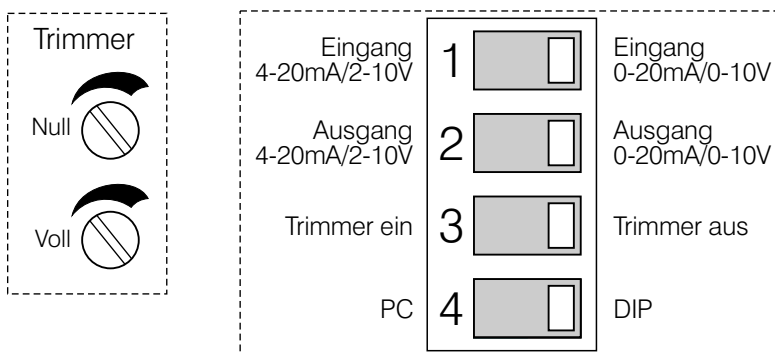 Trimmer
Null
Voll
Eingang
4-20mA/2-10V
1
Eingang
0-20mA/0-10V
Ausgang
4-20mA/2-10V
2
Ausgang
0-20mA/0-10V
Trimmer ein
3
Trimmer aus
PC
4
DIP